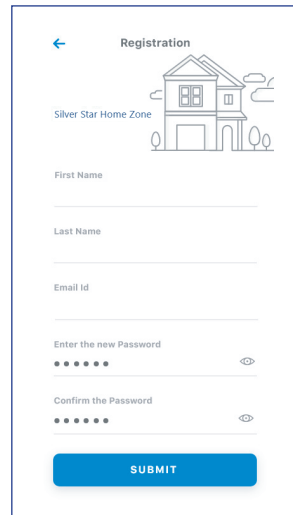 Registration
Silver Star Home Zone
First Name
Last Name
Email Id
Enter the new Password
Confirm the Password
SUBMIT